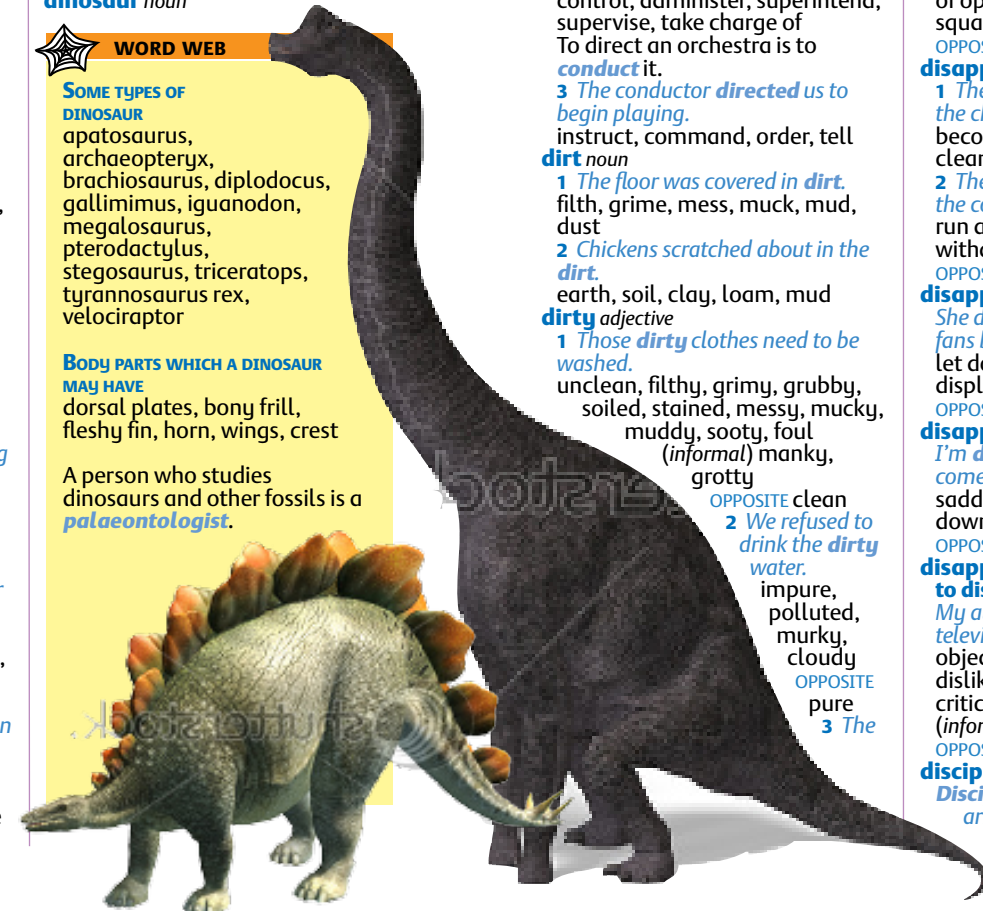 dinosaur noun
WORD WEB
SOME TYPES OF
DINOSAUR
apatosaurus,
archaeopteryx,
brachiosaurus, diplodocus,
gallimimus, iguanodon,
megalosaurus,
pterodactylus,
stegosaurus, triceratops,
tyrannosaurus rex,
velociraptor
BODY PARTS WHICH A DINOSAUR
MAY HAVE
dorsal plates, bony frill,
fleshy fin, horn, wings, crest
A person who studies
dinosaurs and other fossils is a
palaeontologist.
control, administer, superintend,
supervise, take charge of
To direct an orchestra is to
conduct it.
3 The conductor directed us to
begin playing.
instruct, command, order, tell
dirt noun
1 The floor was covered in dirt.
filth, grime, mess, muck, mud,
dust
2 Chickens scratched about in the
dirt.
earth, soil, clay, loam, mud
dirty adjective
1 Those dirty clothes need to be
washed.
unclean, filthy, grimy, grubby,
soiled, stained, messy, mucky,
muddy, sooty, foul
(informal) manky,
grotty
OPPOSITE clean
2 We refused to
drink the dirty
water.
impure,
polluted,
murky,
cloudy
OPPOSITE
pure
3 The
shutterstock